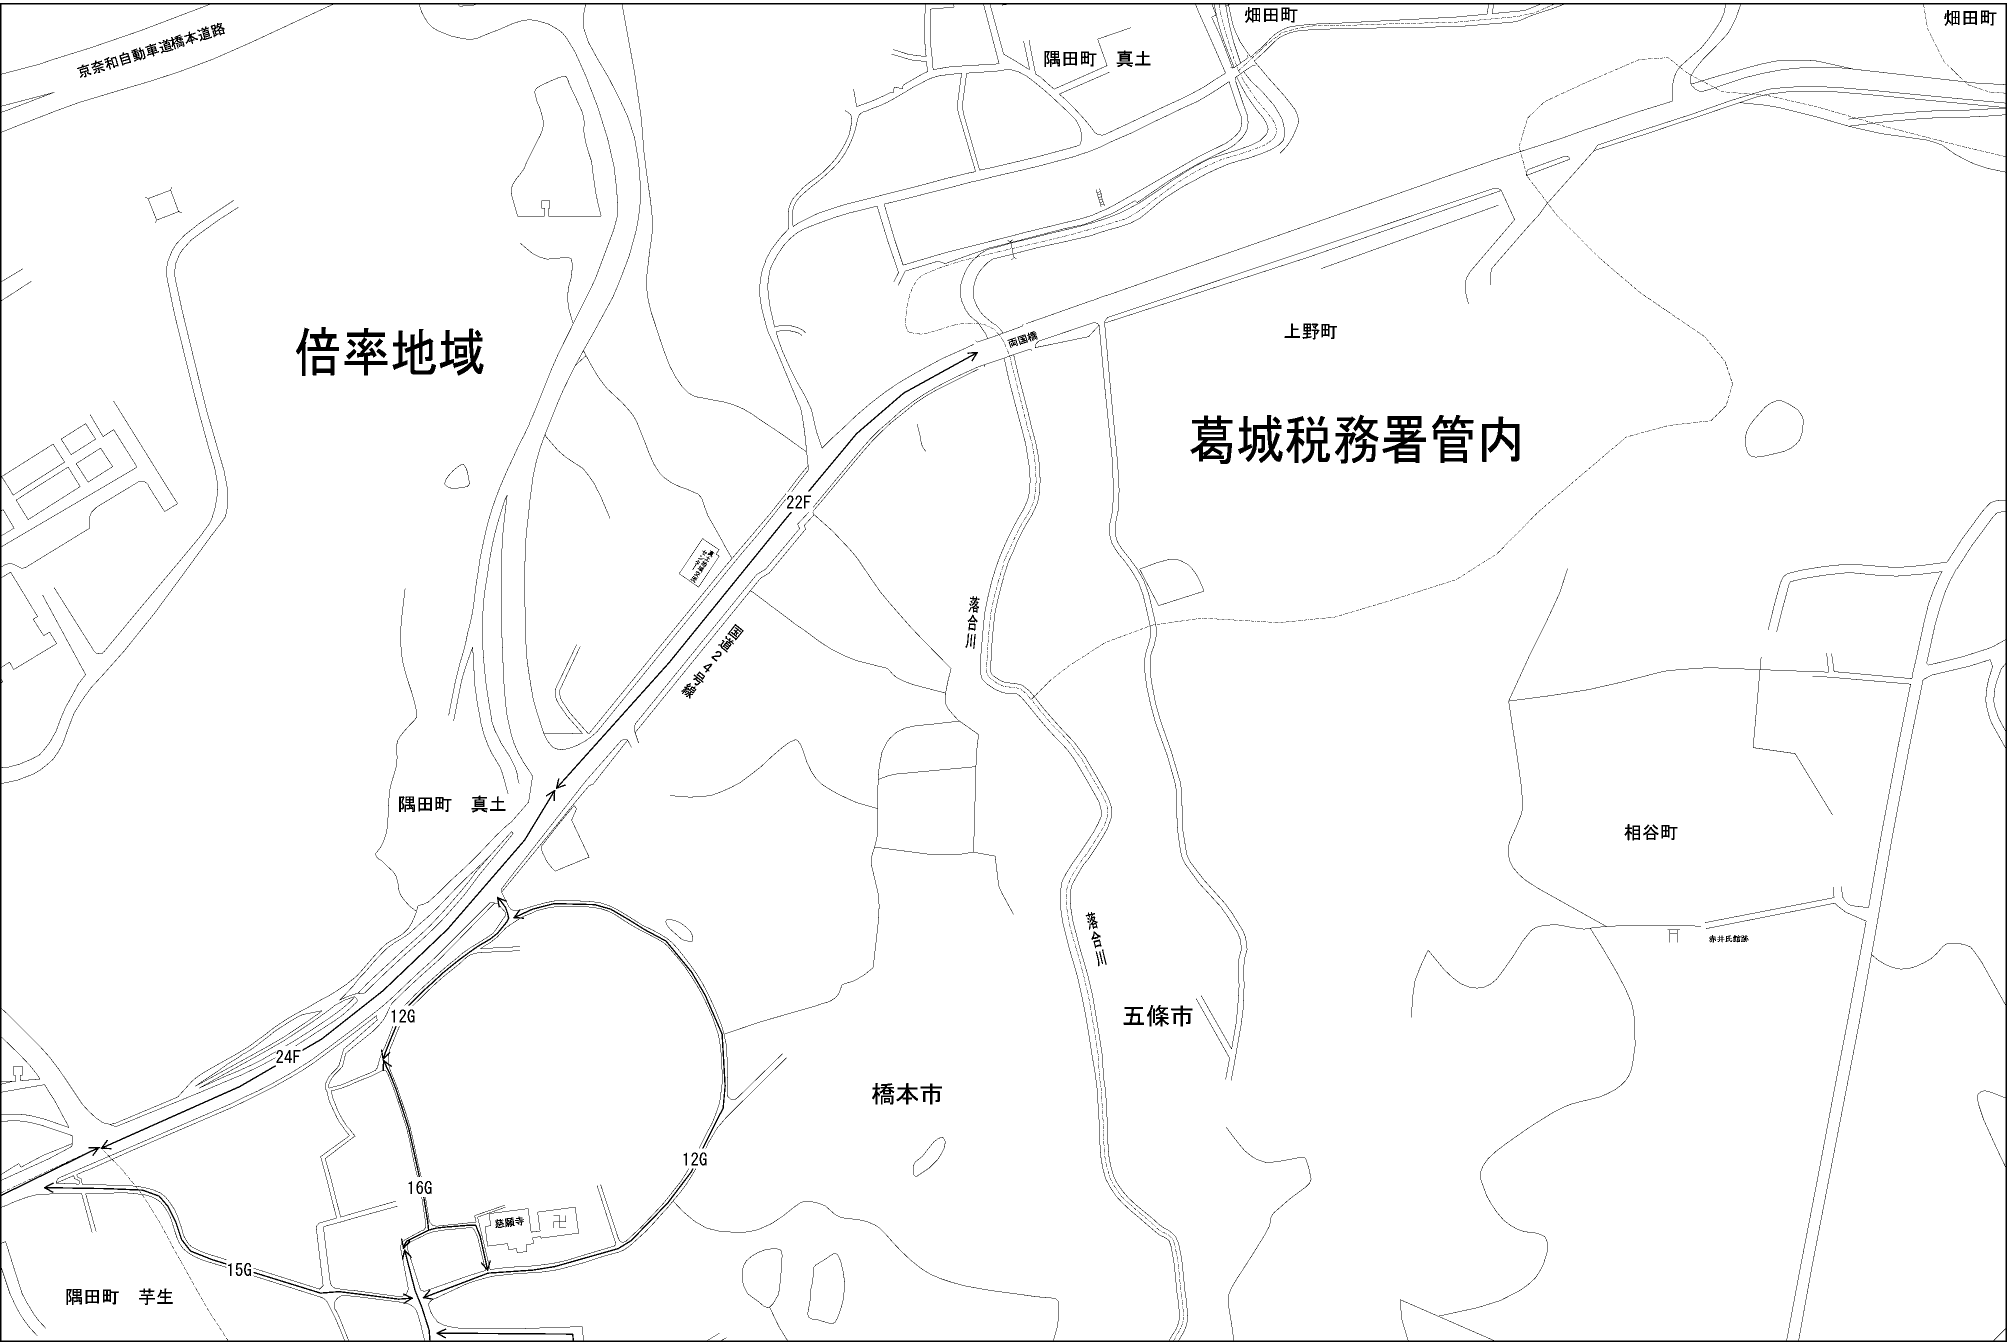 京奈和自動車道橋本道路
畑田町
畑田町
隅田町　真土
倍率地域
両国橋
上野町
葛城税務署管内
22F
落合川
国道24号線
隅田町　真土
相谷町
落合川
赤井氏館跡
12G
五條市
24F
橋本市
12G
16G
慈願寺
15G
隅田町　芋生